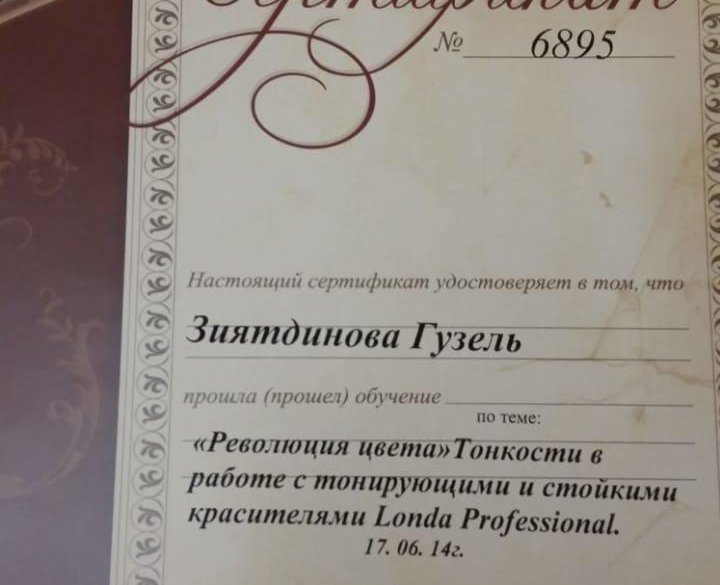 Сертификат
№ 6895
Настоящий сертификат удостоверяет в том, что
Зиятдинова Гузель
прошла (прошел) обучение
по теме:
«Революция цвета»Тонкости в
работе с тонирующими и стойкими
красителями Londa Professional.
17. 06. 14г.